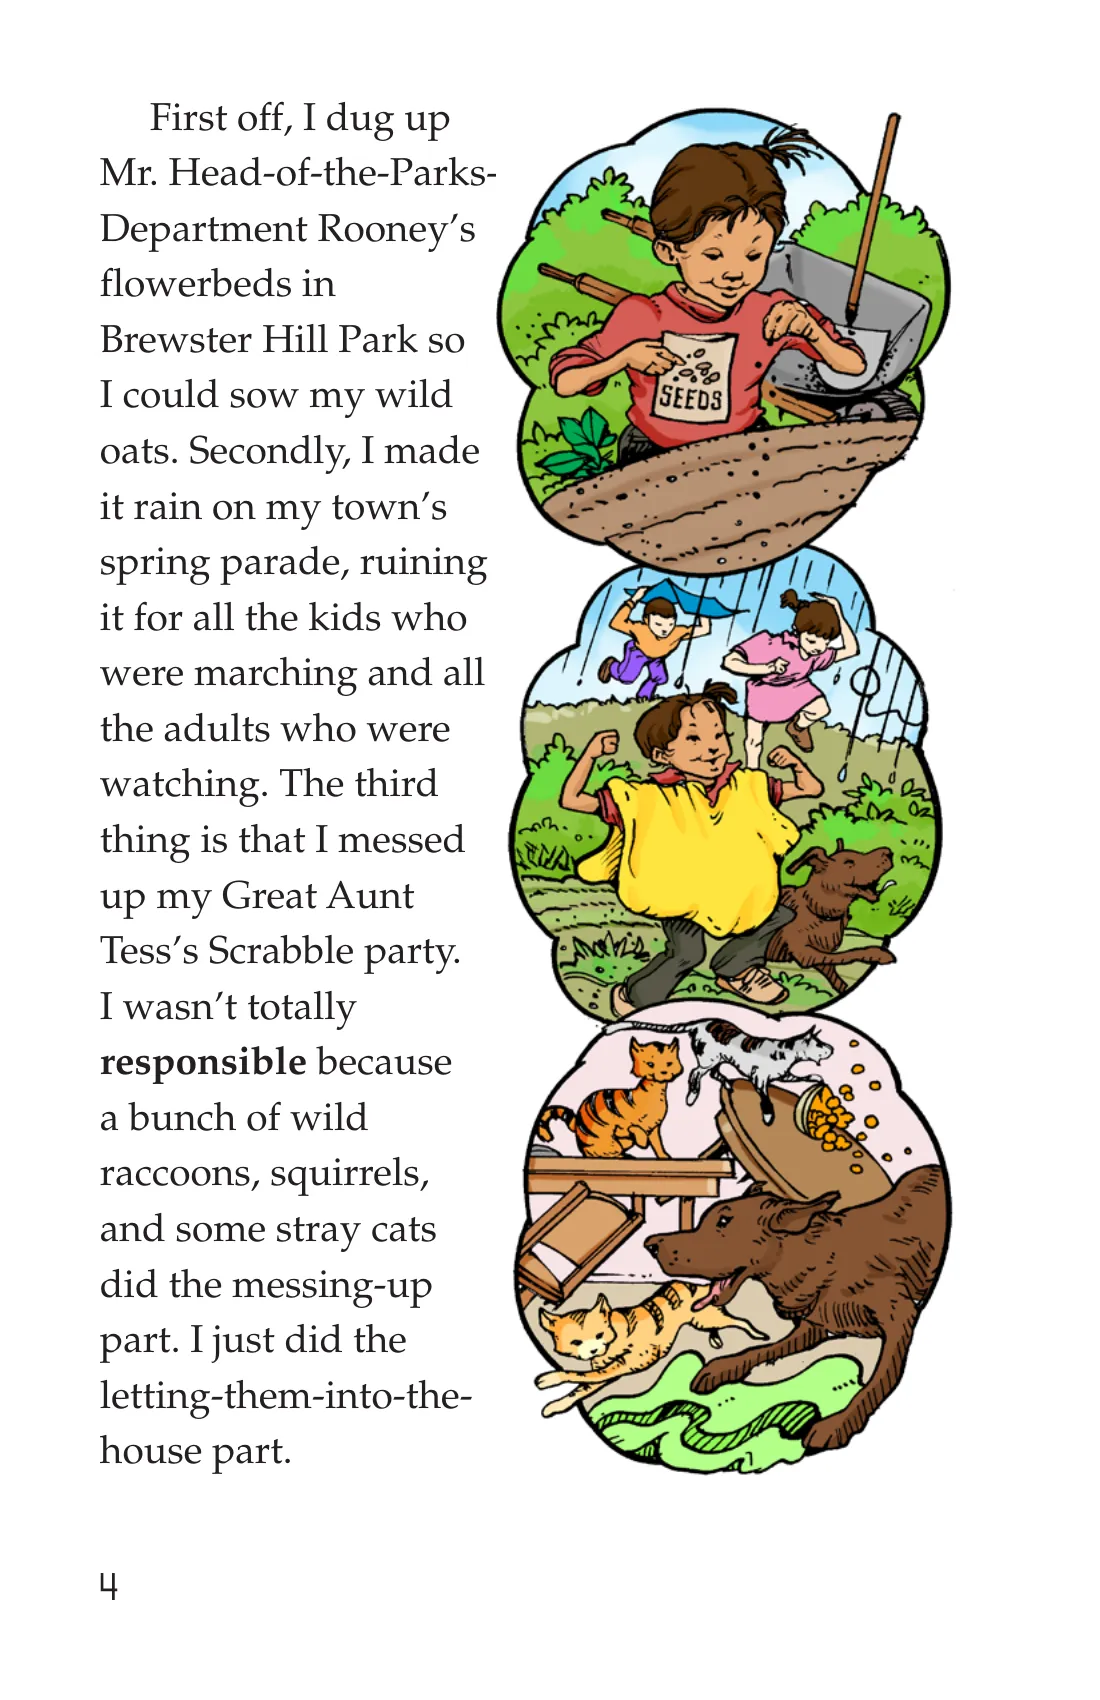 First off, I dug up
Mr. Head-of-the-Parks-
Department Rooney’s
flowerbeds in
Brewster Hill Park so
I could sow my wild
oats. Secondly, I made
it rain on my town’s
spring parade, ruining
it for all the kids who
were marching and all
the adults who were
watching. The third
thing is that I messed
up my Great Aunt
Tess’s Scrabble party.
I wasn’t totally
responsible because
a bunch of wild
raccoons, squirrels,
and some stray cats
did the messing-up
part. I just did the
letting-them-into-the-
house part.
SEEDS
4